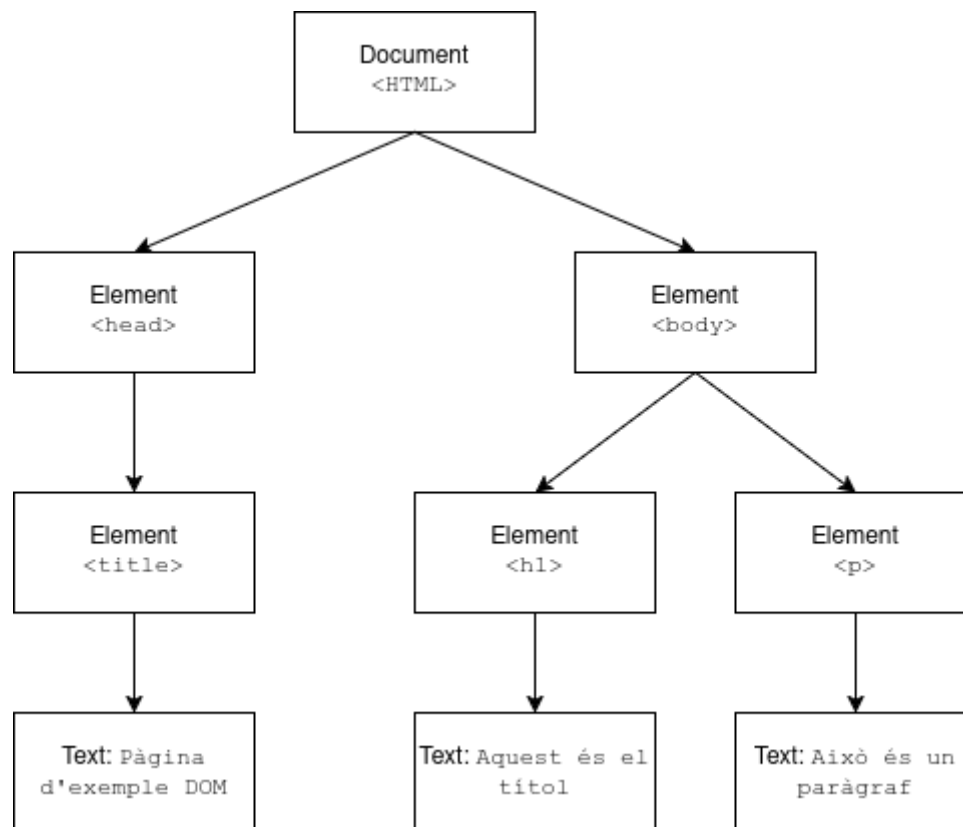 Document
<HTML>
Element
<head>
Element
<body>
Element
<title>
Element
<h1>
Element
<p>
Text: Pàgina
d'exemple DOM
Text: Aquest és el
títol
Text: Això és un
paràgraf